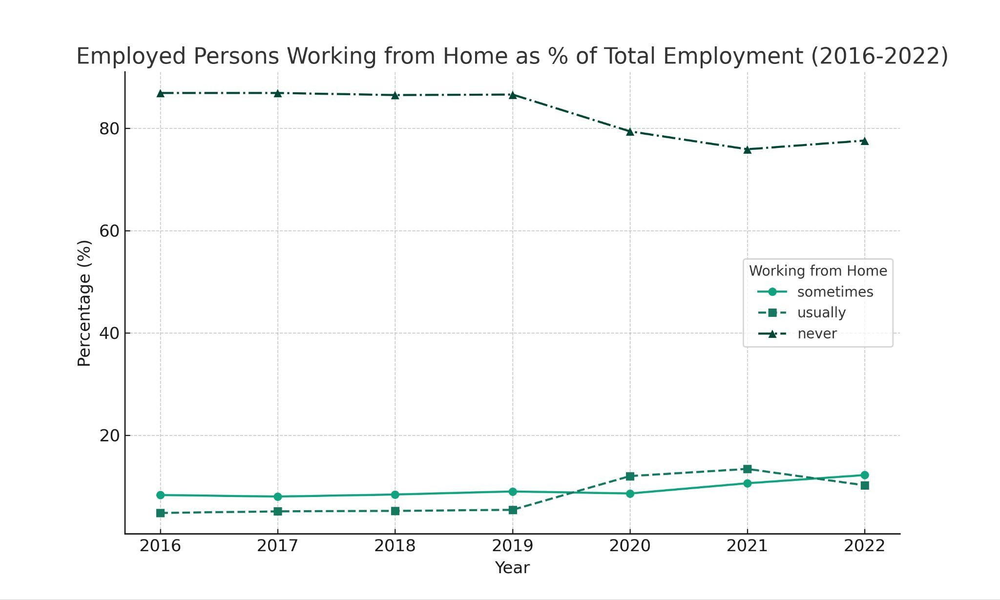 Employed Persons Working from Home as % of Total Employment (2016-2022)
80
60
40
20
Percentage (%)
Working from Home
sometimes
usually
never
2016 2017 2018 2019 2020 2021 2022
Year